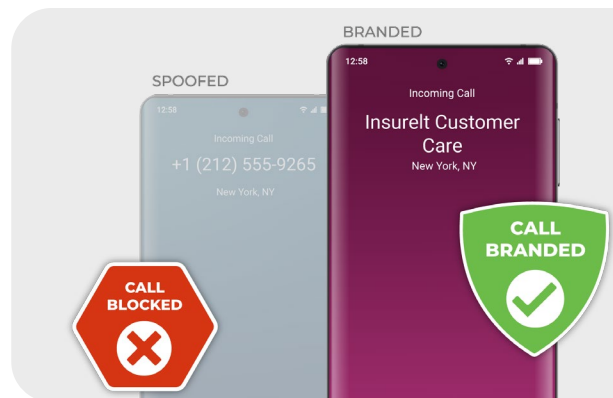 BRANDED
SPOOFED
12:58
Incoming Call
+1 (212) 555-9265
New York, NY
CALL
BLOCKED
12:58
Incoming Call
InsureIt Customer
Care
New York, NY
CALL
BRANDED